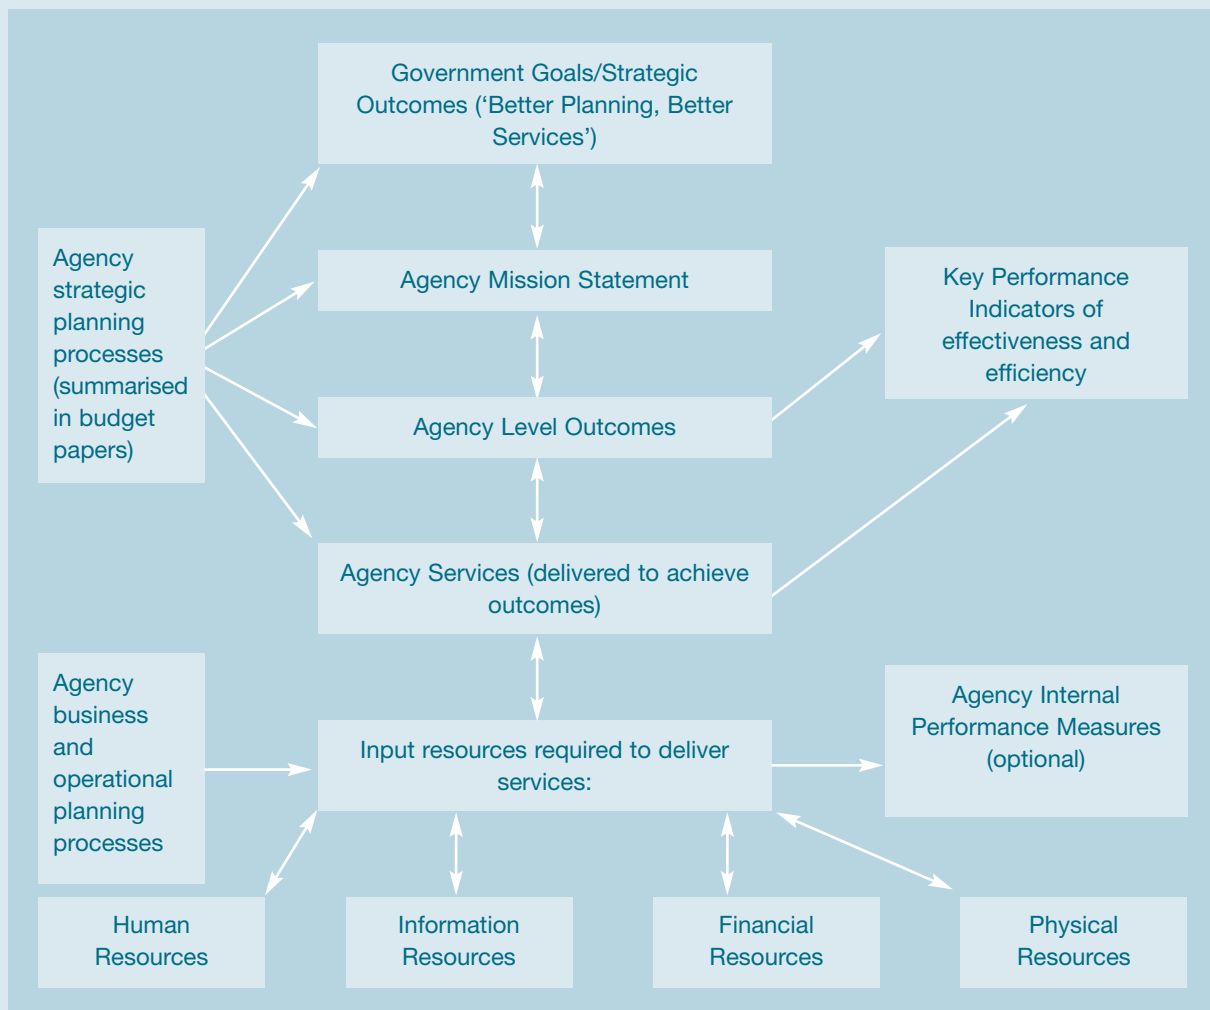 Government Goals/Strategic
Outcomes (‘Better Planning, Better
Services’)
Agency
strategic
planning
processes
(summarised
in budget
papers)
Agency Mission Statement
Key Performance
Indicators of
effectiveness and
efficiency
Agency Level Outcomes
Agency Services (delivered to achieve
outcomes)
Agency
business
and
operational
planning
processes
Input resources required to deliver
services:
Agency Internal
Performance Measures
(optional)
Human
Resources
Information
Resources
Financial
Resources
Physical
Resources